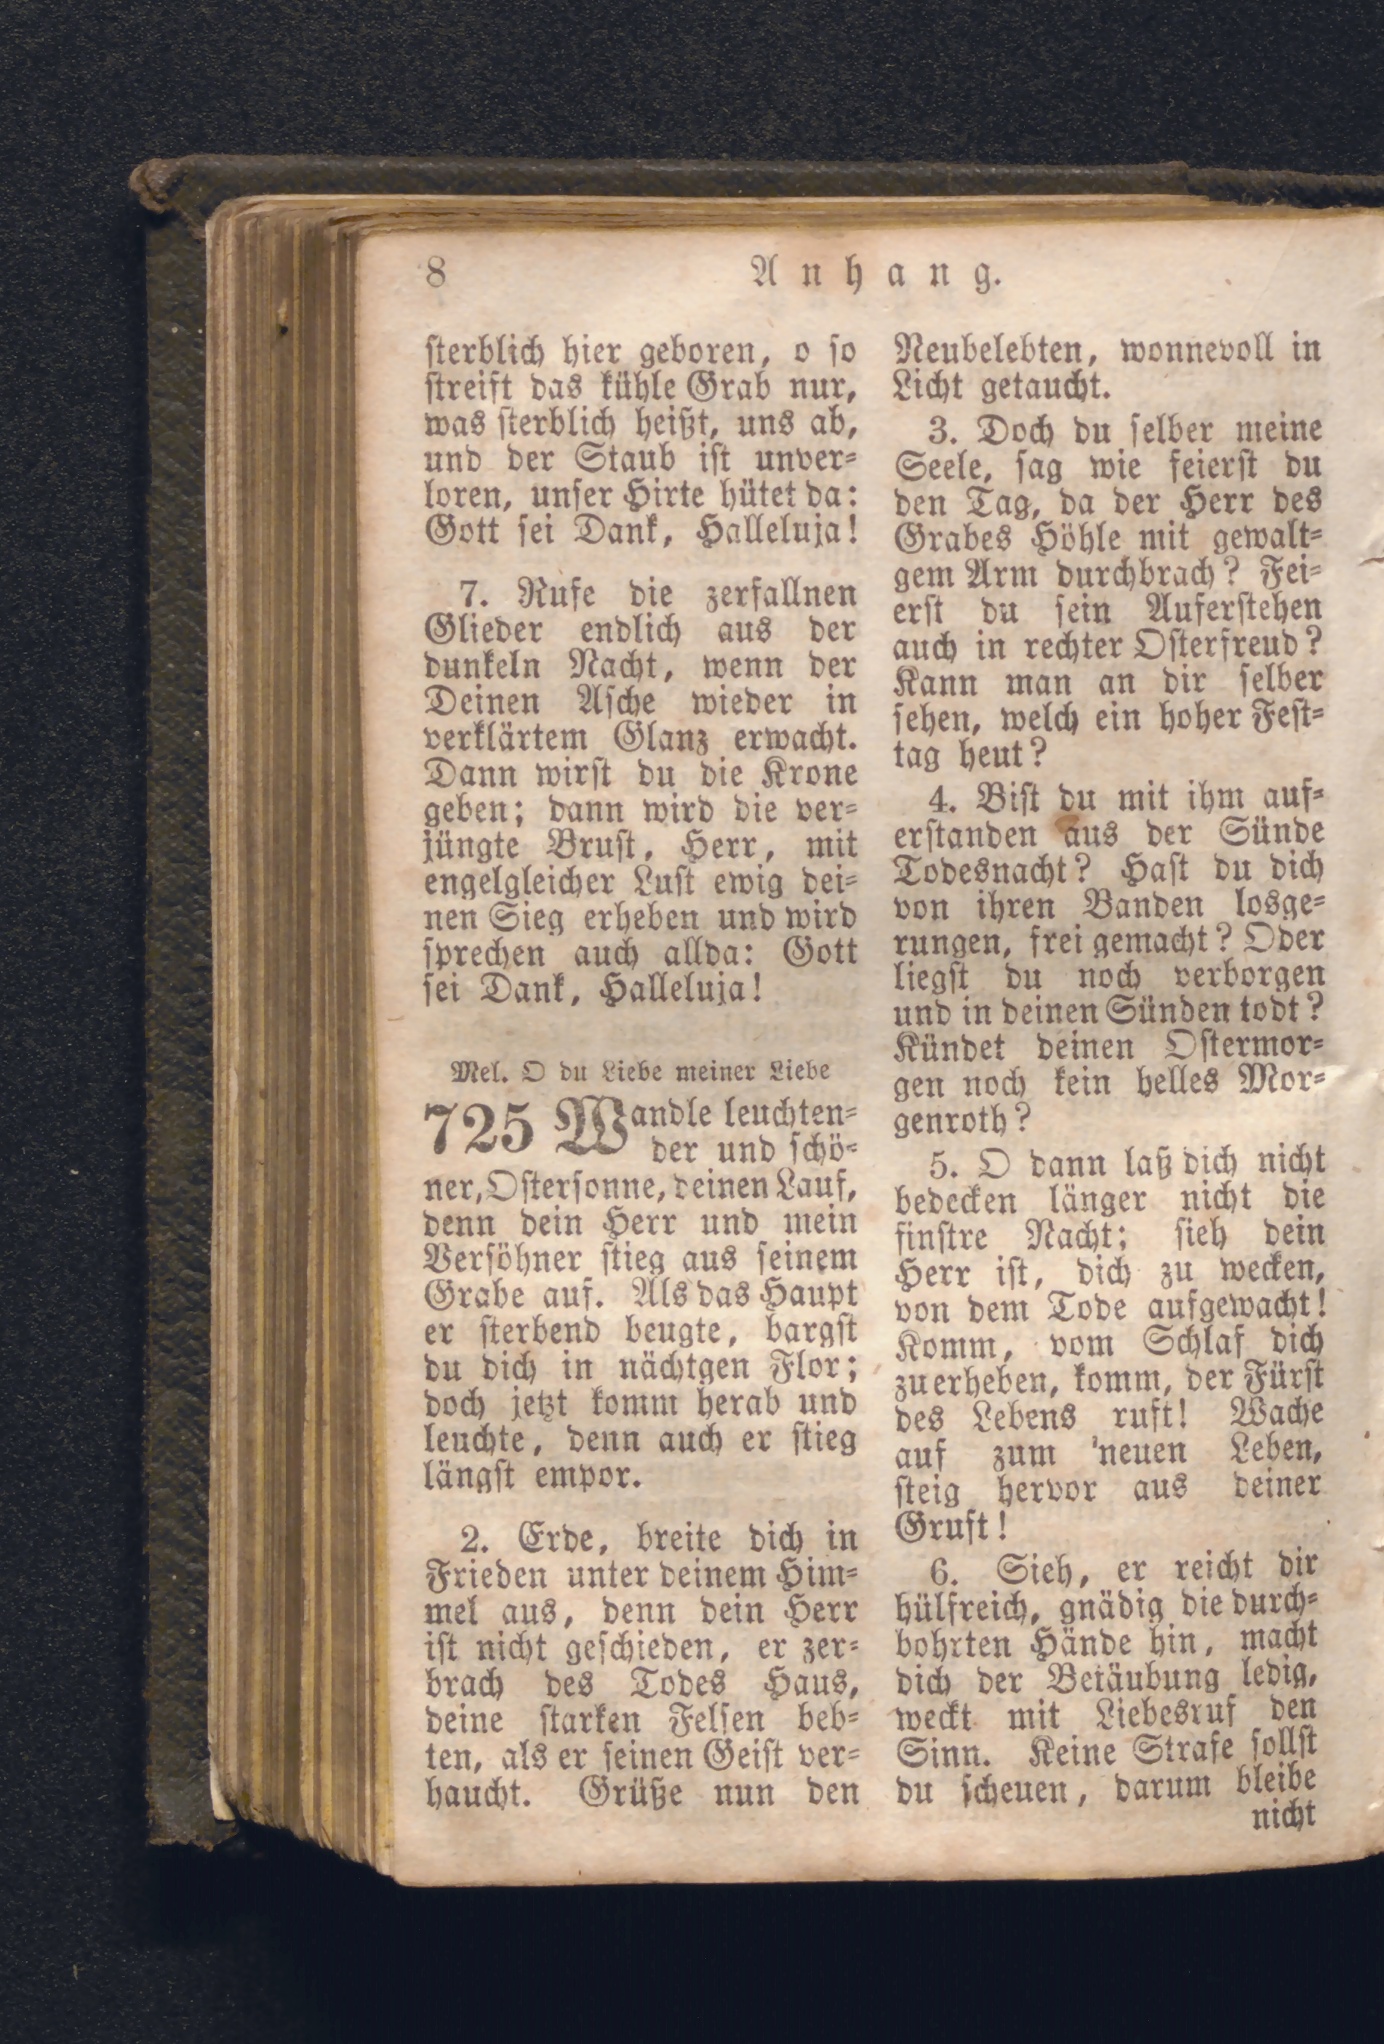 8
Anhang.
sterblich hier geboren, o so
streift das kühle Grab nur,
was sterblich heißt, uns ab,
und der Staub ist unver-
loren, unser Hirte hütet da:
Gott sei Dank, Halleluja!
7. Rufe die zerfallnen
Glieder endlich aus der
dunkeln Nacht, wenn der
Deinen Asche wieder in
verklärtem Glanz erwacht.
Dann wirst du die Krone
geben; dann wird die ver-
jüngte Brust, Herr, mit
engelgleicher Lust ewig dei-
nen Sieg erheben und wird
sprechen auch allda: Gott
sei Dank, Halleluja!
Mel. O du Liebe meiner Liebe
725 Wandle leuchten-
der und schö-
ner, Ostersonne, deinen Lauf,
denn dein Herr und mein
Versöhner stieg aus seinem
Grabe auf. Als das Haupt
er sterbend beugte, bargst
du dich in nächtgen Flor;
doch jetzt komm herab und
leuchte, denn auch er stieg
längst empor.
2. Erde, breite dich in
Frieden unter deinem Him-
mel aus, denn dein Herr
ist nicht geschieden, er zer-
brach des Todes Haus,
deine starken Felsen beb-
ten, als er seinen Geist ver-
haucht. Grüße nun den
Neubelebten, wonnevoll in
Licht getaucht.
3. Doch du selber meine
Seele, sag wie feierst du
den Tag, da der Herr des
Grabes Höhle mit gewalt-
gem Arm durchbrach? Fei-
erst du sein Auferstehen
auch in rechter Osterfreud?
Kann man an dir selber
sehen, welch ein hoher Fest-
tag heut?
4. Bist du mit ihm auf-
erstanden aus der Sünde
Todesnacht? Hast du dich
von ihren Banden losge-
rungen, frei gemacht? Oder
liegst du noch verborgen
und in deinen Sünden todt?
Kündet deinen Ostermor-
gen noch kein helles Mor-
genroth?
5. O dann laß dich nicht
bedecken länger nicht die
finstre Nacht; sieh dein
Herr ist, dich zu wecken,
von dem Tode aufgewacht!
Komm, vom Schlaf dich
zu erheben, komm, der Fürst
des Lebens ruft! Wache
auf zum neuen Leben,
steig hervor aus deiner
Gruft!
6. Sieh, er reicht dir
hülfreich, gnädig die durch-
bohrten Hände hin, macht
dich der Betäubung ledig,
weckt mit Liebesruf den
Sinn. Keine Strafe sollst
du scheuen, darum bleibe
nicht